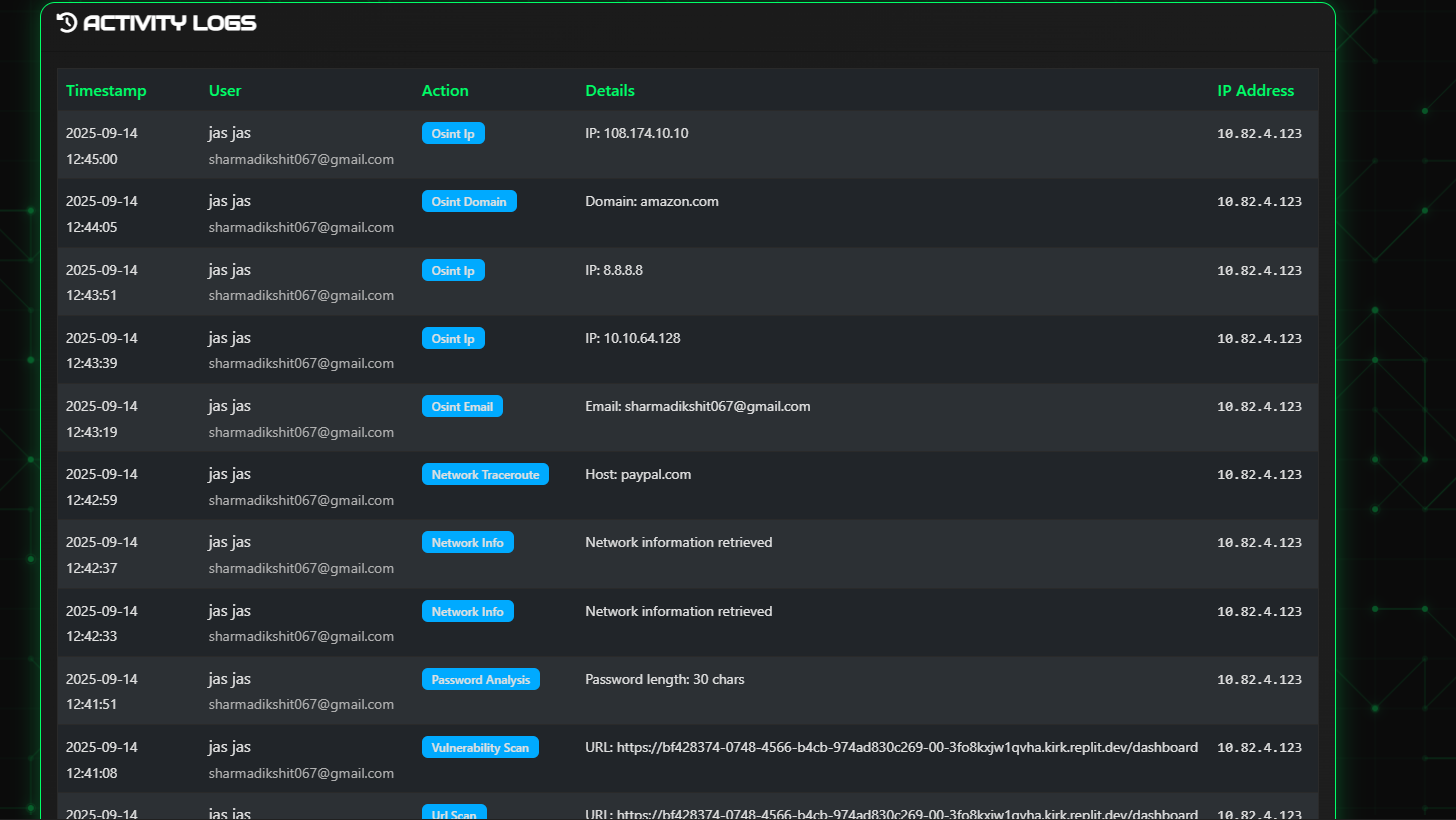 ACTIVITY LOGS
Timestamp User Action Details IP Address
2025-09-14 jas jas Osint Ip IP: 108.174.10.10 10.82.4.123
12:45:00 sharmadikshit067@gmail.com
2025-09-14 jas jas Osint Domain Domain: amazon.com 10.82.4.123
12:44:05 sharmadikshit067@gmail.com
2025-09-14 jas jas Osint Ip IP: 8.8.8.8 10.82.4.123
12:43:51 sharmadikshit067@gmail.com
2025-09-14 jas jas Osint Ip IP: 10.10.64.128 10.82.4.123
12:43:39 sharmadikshit067@gmail.com
2025-09-14 jas jas Osint Email Email: sharmadikshit067@gmail.com 10.82.4.123
12:43:19 sharmadikshit067@gmail.com
2025-09-14 jas jas Network Traceroute Host: paypal.com 10.82.4.123
12:42:59 sharmadikshit067@gmail.com
2025-09-14 jas jas Network Info Network information retrieved 10.82.4.123
12:42:37 sharmadikshit067@gmail.com
2025-09-14 jas jas Network Info Network information retrieved 10.82.4.123
12:42:33 sharmadikshit067@gmail.com
2025-09-14 jas jas Password Analysis Password length: 30 chars 10.82.4.123
12:41:51 sharmadikshit067@gmail.com
2025-09-14 jas jas Vulnerability Scan URL: https://bf428374-0748-4566-b4cb-974ad830c269-00-3fo8kxjw1qvha.kirk.replit.dev/dashboard 10.82.4.123
12:41:08 sharmadikshit067@gmail.com
2025-09-14 jas jas Url Scan URL: https://bf428374-0748-4566-b4cb-974ad830c269-00-3fo8kxjw1qvha.kirk.replit.dev/dashboard 10.82.4.123